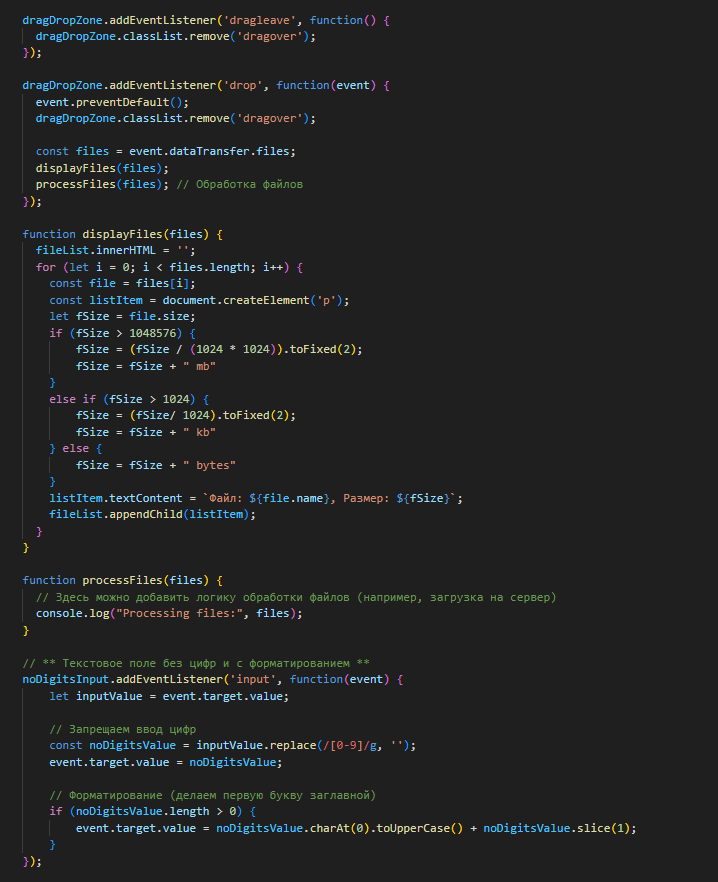 dragDropZone.addEventListener('dragleave', function() {
  dragDropZone.classList.remove('dragover');
});

dragDropZone.addEventListener('drop', function(event) {
  event.preventDefault();
  dragDropZone.classList.remove('dragover');

  const files = event.dataTransfer.files;
  displayFiles(files);
  processFiles(files); // Обработка файлов
});

function displayFiles(files) {
  fileList.innerHTML = '';
  for (let i = 0; i < files.length; i++) {
    const file = files[i];
    const listItem = document.createElement('p');
    let fSize = file.size;
    if (fSize > 1048576) {
        fSize = (fSize / (1024 * 1024)).toFixed(2);
        fSize = fSize + " mb"
    }
    else if (fSize > 1024) {
        fSize = (fSize/ 1024).toFixed(2);
        fSize = fSize + " kb"
    } else {
        fSize = fSize + " bytes"
    }
    listItem.textContent = `Файл: ${file.name}, Размер: ${fSize}`;
    fileList.appendChild(listItem);
  }
}

function processFiles(files) {
  // Здесь можно добавить логику обработки файлов (например, загрузка на сервер)
  console.log("Processing files:", files);
}

// ** Текстовое поле без цифр и с форматированием **
noDigitsInput.addEventListener('input', function(event) {
    let inputValue = event.target.value;

    // Запрещаем ввод цифр
    const noDigitsValue = inputValue.replace(/[0-9]/g, '');
    event.target.value = noDigitsValue;

    // Форматирование (делаем первую букву заглавной)
    if (noDigitsValue.length > 0) {
        event.target.value = noDigitsValue.charAt(0).toUpperCase() + noDigitsValue.slice(1);
    }
});